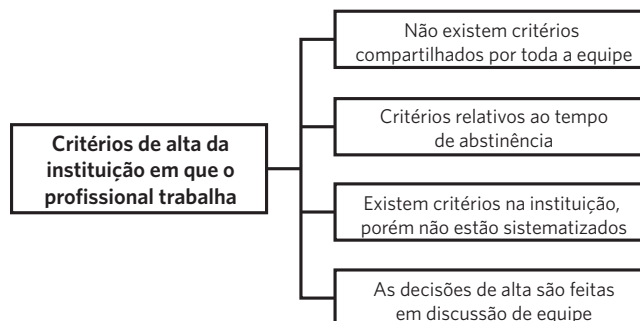 Não existem critérios
compartilhados por toda a equipe
Critérios relativos ao tempo
de abstinência
Critérios de alta da
instituição em que o
profissional trabalha
Existem critérios na instituição,
porém não estão sistematizados
As decisões de alta são feitas
em discussão de equipe